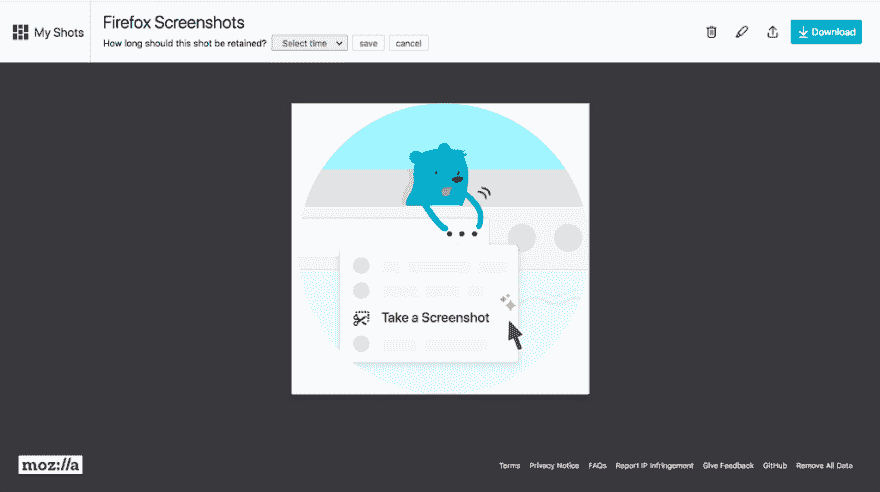 My Shots
Firefox Screenshots
How long should this shot be retained? Select time save cancel
Download
Take a Screenshot
moz://a
Terms Privacy Notice FAQs Report IP Infringement Give Feedback GitHub Remove All Data